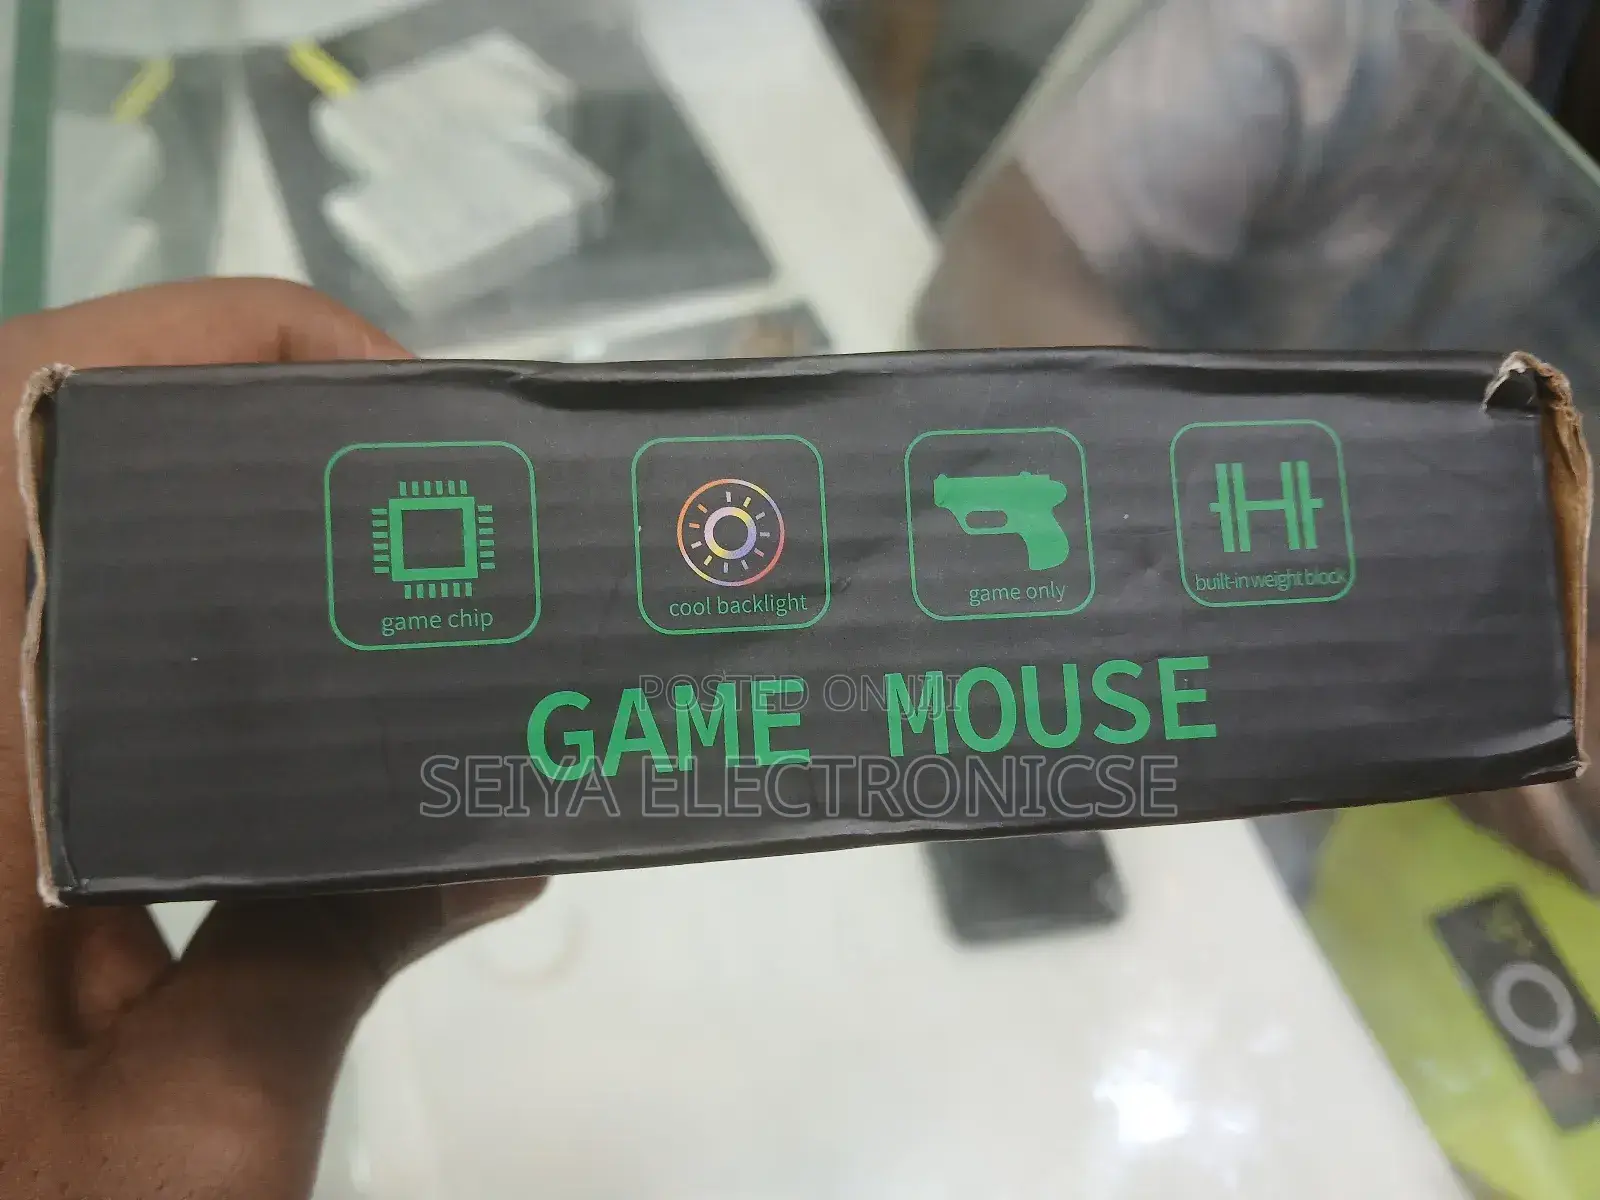 game chip
cool backlight
game only
built-in weight block
GAME MOUSE
POSTED ON JIJI
SEIYA ELECTRONICSE